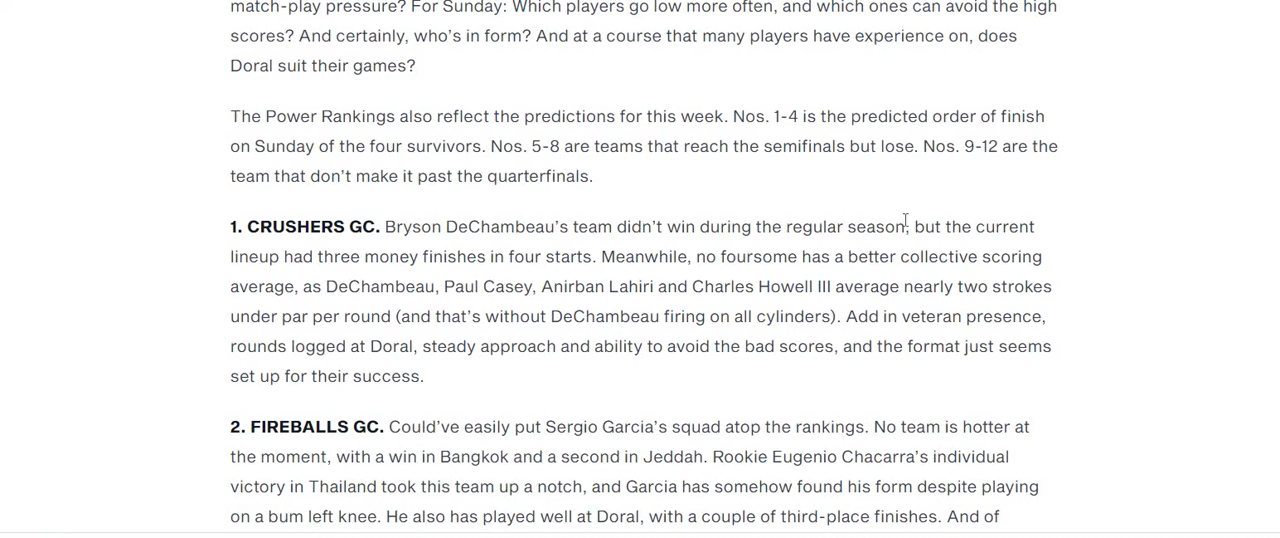 match-play pressure? For Sunday: Which players go low more often, and which ones can avoid the high
scores? And certainly, who's in form? And at a course that many players have experience on, does
Doral suit their games?
The Power Rankings also reflect the predictions for this week. Nos. 1-4 is the predicted order of finish
on Sunday of the four survivors. Nos. 5-8 are teams that reach the semifinals but lose. Nos. 9-12 are the
team that don't make it past the quarterfinals.
1. CRUSHERS GC. Bryson DeChambeau's team didn't win during the regular season, but the current
lineup had three money finishes in four starts. Meanwhile, no foursome has a better collective scoring
average, as DeChambeau, Paul Casey, Anirban Lahiri and Charles Howell III average nearly two strokes
under par per round (and that's without DeChambeau firing on all cylinders). Add in veteran presence,
rounds logged at Doral, steady approach and ability to avoid the bad scores, and the format just seems
set up for their success.
2. FIREBALLS GC. Could've easily put Sergio Garcia's squad atop the rankings. No team is hotter at
the moment, with a win in Bangkok and a second in Jeddah. Rookie Eugenio Chacarra's individual
victory in Thailand took this team up a notch, and Garcia has somehow found his form despite playing
on a bum left knee. He also has played well at Doral, with a couple of third-place finishes. And of